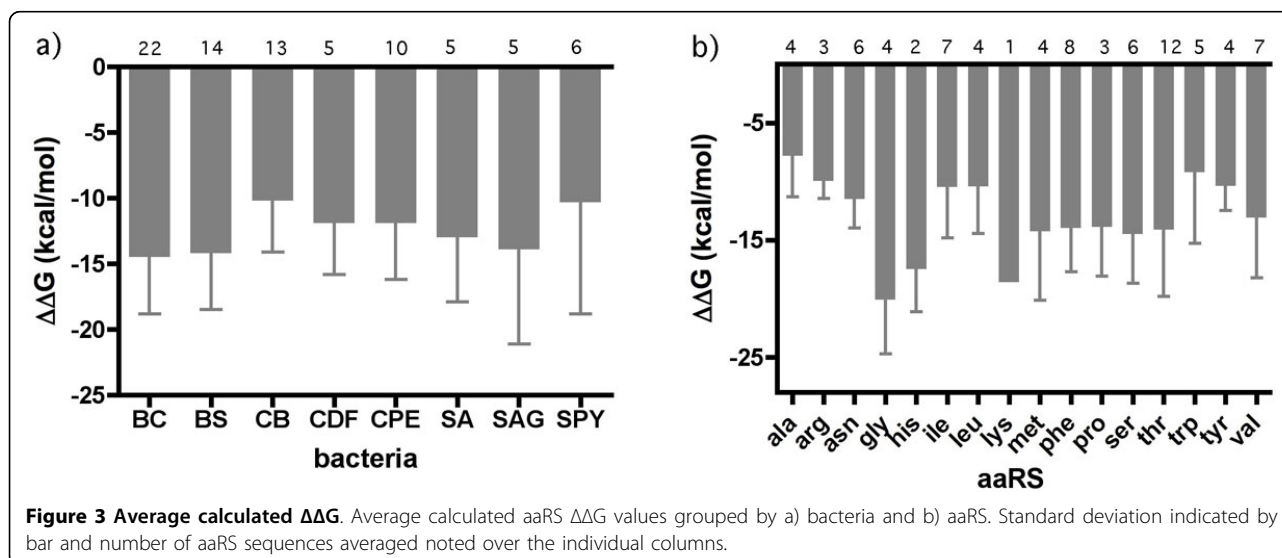 a)
22 14 13 5 10 5 5 6
0
-5
-10
-15
-20
-25
ΔΔG (kcal/mol)
BC BS CB CDF CPE SA SAG SPY
bacteria
b)
4 3 6 4 2 7 4 1 4 8 3 6 12 5 4 7
-5
-15
-25
ΔΔG (kcal/mol)
ala arg asn gly his ile leu lys met phe pro ser thr trp tyr val
aaRS
Figure 3 Average calculated ΔΔG. Average calculated aaRS ΔΔG values grouped by a) bacteria and b) aaRS. Standard deviation indicated by
bar and number of aaRS sequences averaged noted over the individual columns.